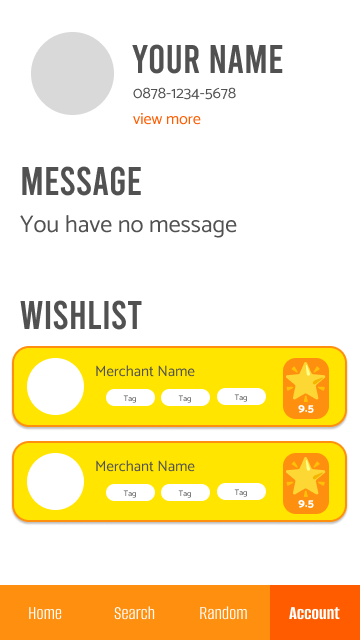 YOUR NAME
0878-1234-5678
view more
MESSAGE
You have no message
WISHLIST
Merchant Name
Tag Tag Tag
9.5
Merchant Name
Tag Tag Tag
9.5
Home Search Random Account